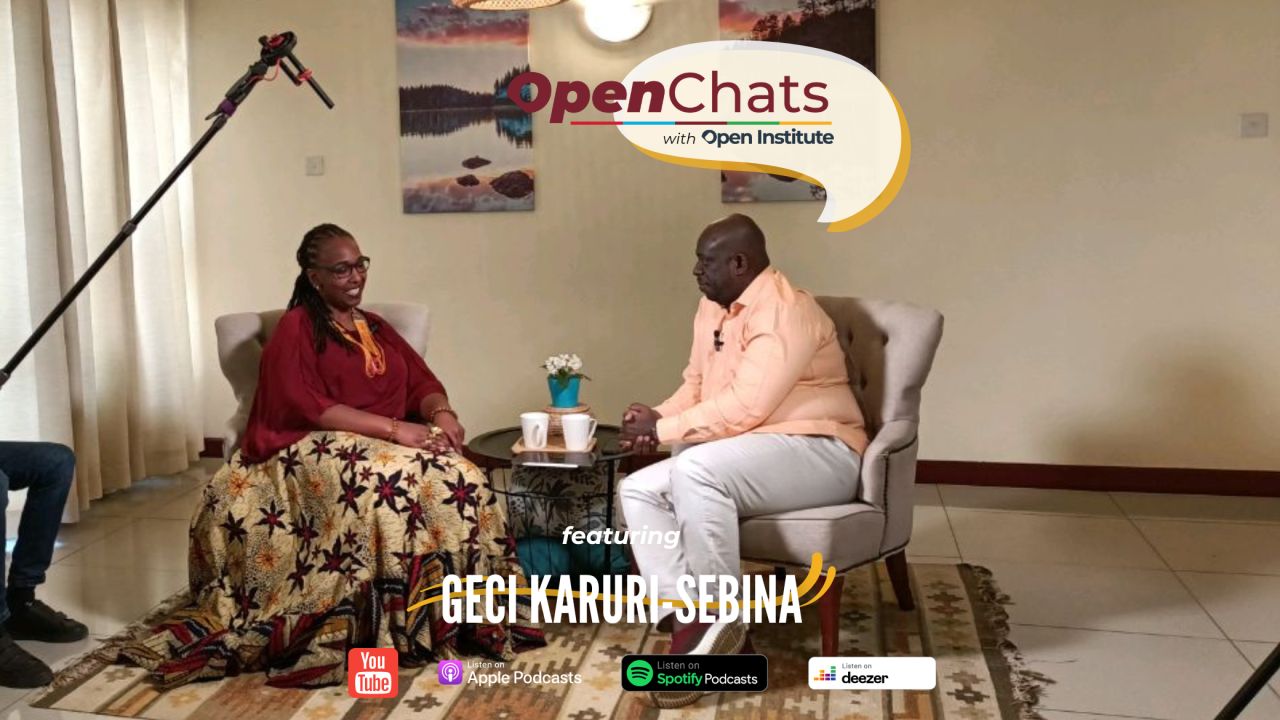 OpenChats
with Open Institute
featuring
GECI KARURI-SEBINA
You
Tube
Listen on
Apple Podcasts
Listen on
Spotify Podcasts
Listen on
deezer